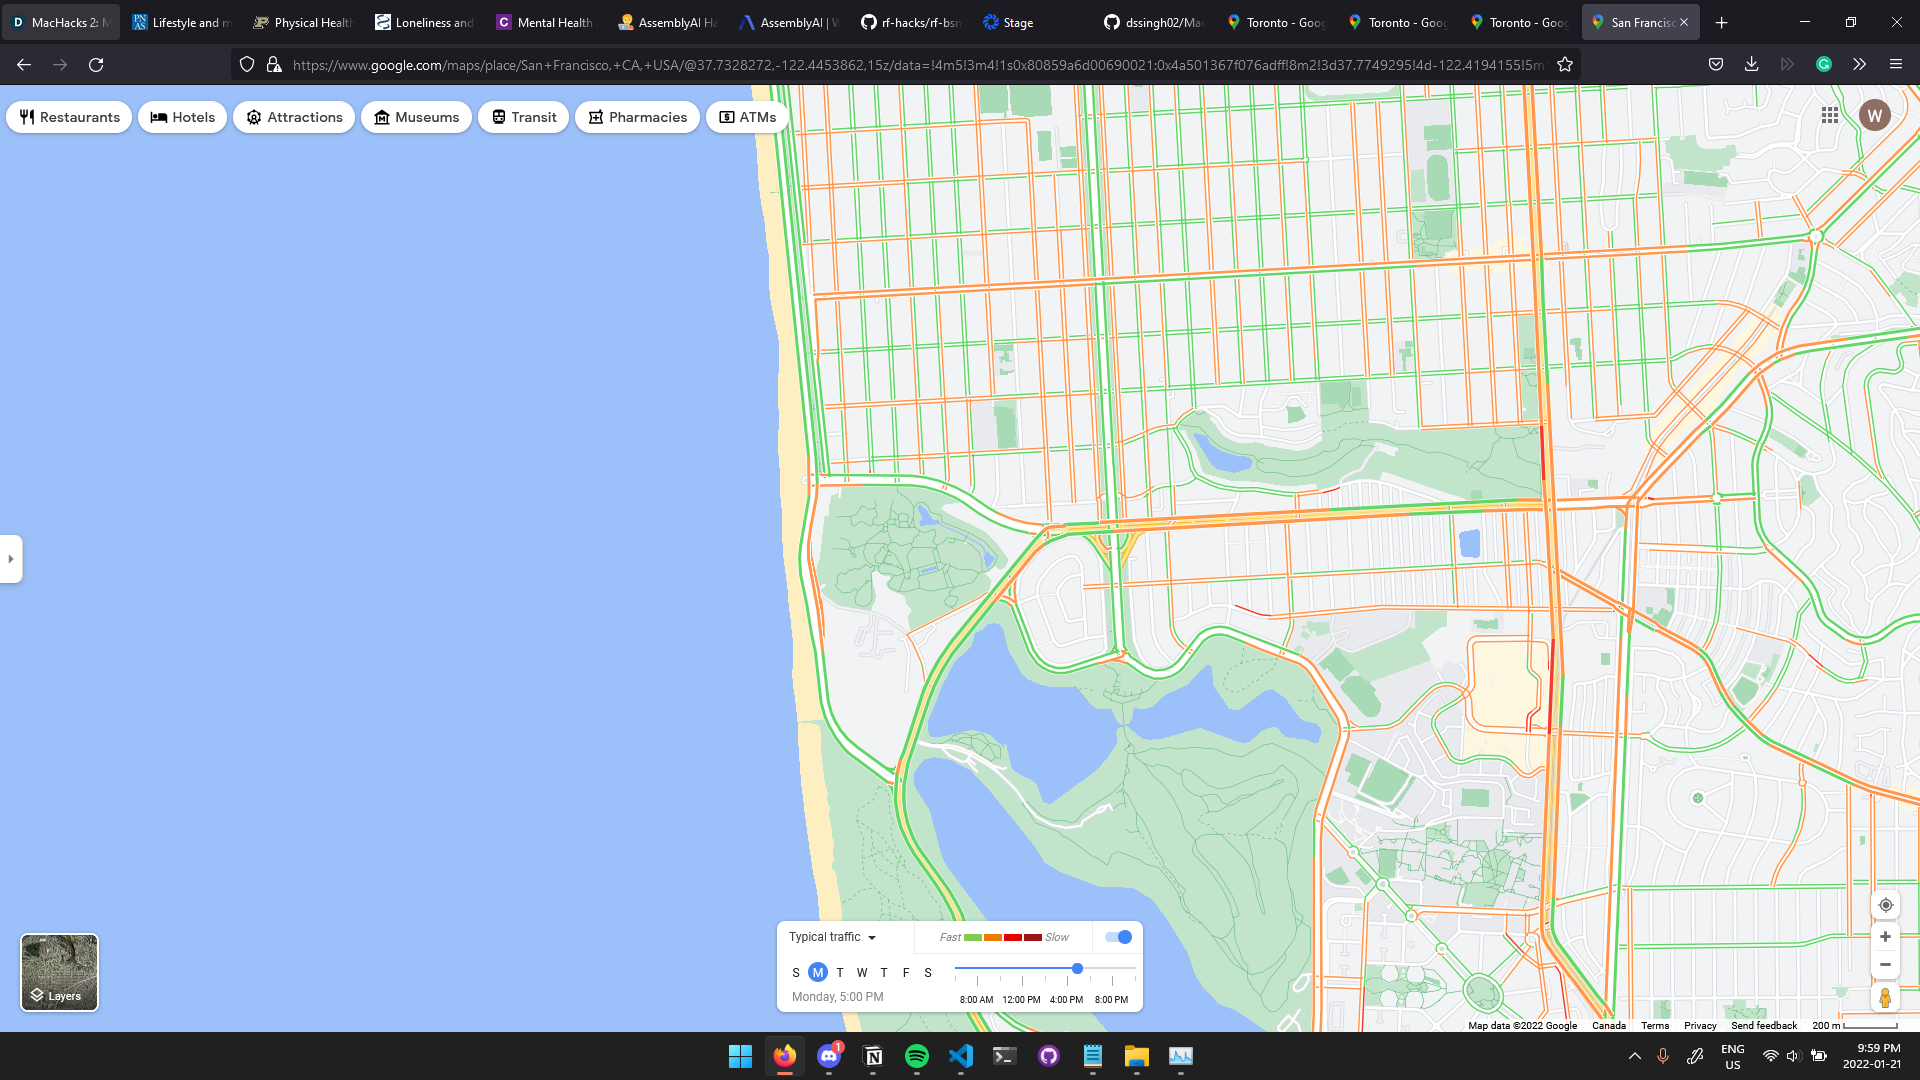 MacHacks 2: M
Lifestyle and m
Physical Health
Loneliness and
Mental Health
AssemblyAI Ha
AssemblyAI | W
rf-hacks/rf-bsn
Stage
dssingh02/Mac
Toronto - Goog
Toronto - Goog
Toronto - Goog
San Francisc
https://www.google.com/maps/place/San+Francisco,+CA,+USA/@37.7328272,-122.4453862,15z/data=!4m5!3m4!1s0x80859a6d00690021:0x4a501367f076adff!8m2!3d37.7749295!4d-122.4194155!5m1
Restaurants
Hotels
Attractions
Museums
Transit
Pharmacies
ATMs
W
Typical traffic
Fast
Slow
S M T W T F S
Monday, 5:00 PM
8:00 AM 12:00 PM 4:00 PM 8:00 PM
Layers
Map data ©2022 Google Canada Terms Privacy Send feedback 200 m
1
ENG
US
9:59 PM
2022-01-21